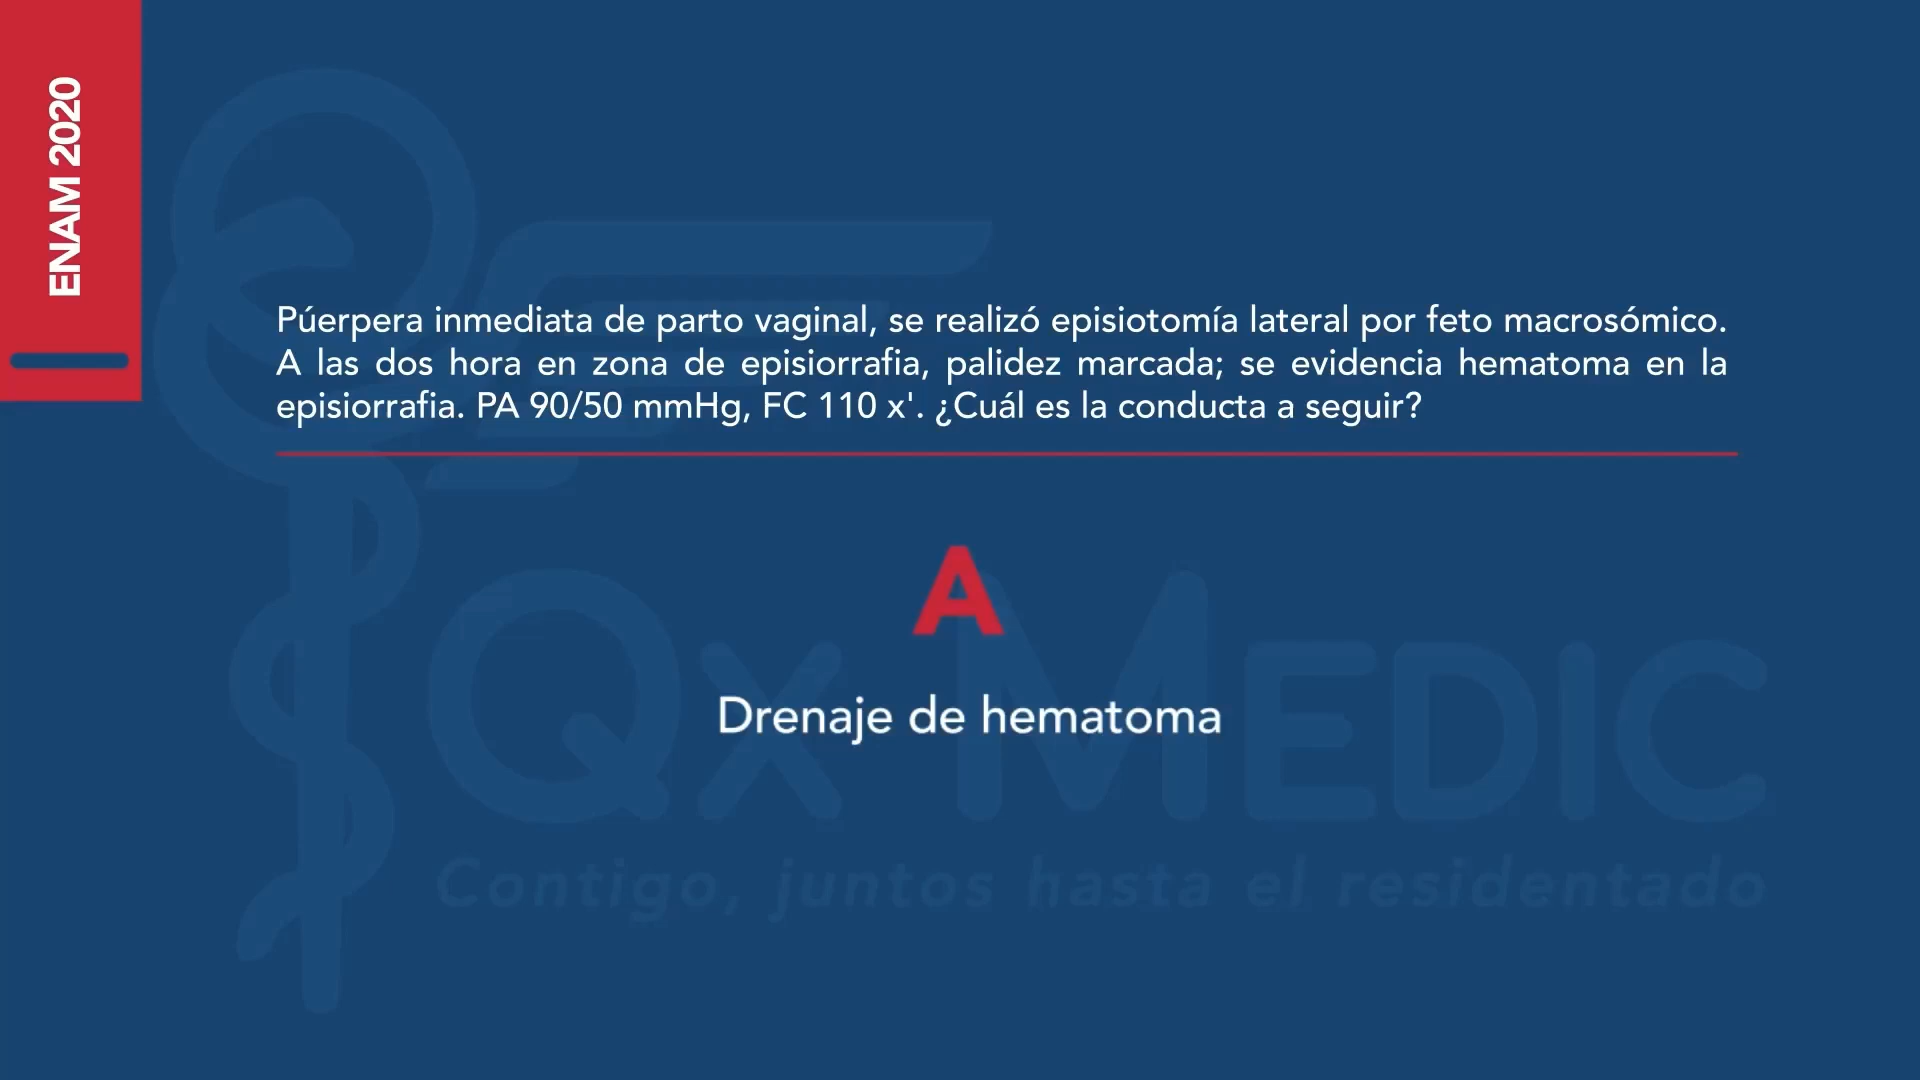 ENAM 2020
Púerpera inmediata de parto vaginal, se realizó episiotomía lateral por feto macrosómico.
A las dos hora en zona de episiorrafia, palidez marcada; se evidencia hematoma en la
episiorrafia. PA 90/50 mmHg, FC 110 x'. ¿Cuál es la conducta a seguir?
A
Drenaje de hematoma
Qx Medic
Contigo, juntos hasta el residentado